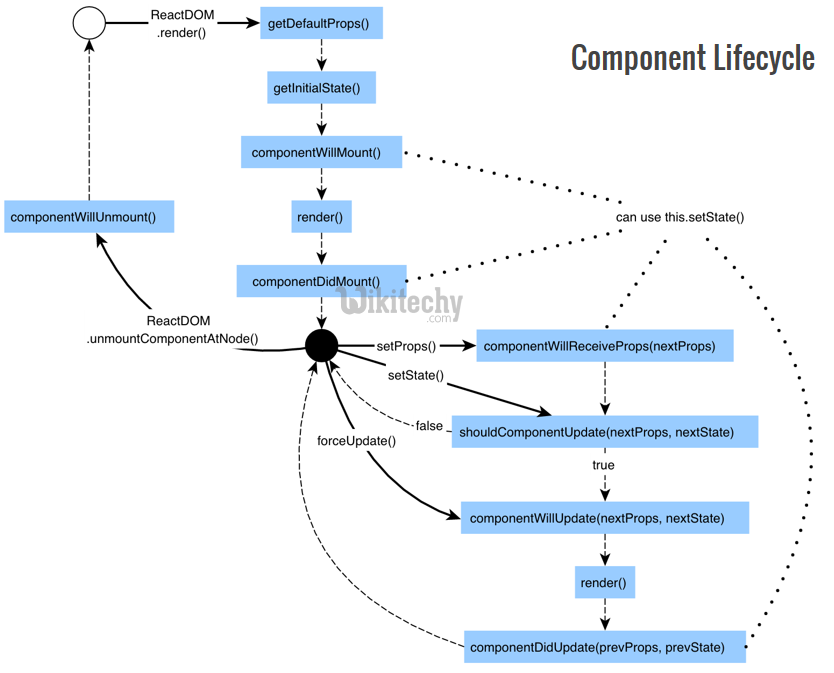 ReactDOM
.render()
getDefaultProps()
Component Lifecycle
getInitialState()
componentWillMount()
componentWillUnmount()
render()
can use this.setState()
componentDidMount()
Wikitechy
.com
ReactDOM
.unmountComponentAtNode()
setProps()
componentWillReceiveProps(nextProps)
setState()
false
shouldComponentUpdate(nextProps, nextState)
forceUpdate()
true
componentWillUpdate(nextProps, nextState)
render()
componentDidUpdate(prevProps, prevState)